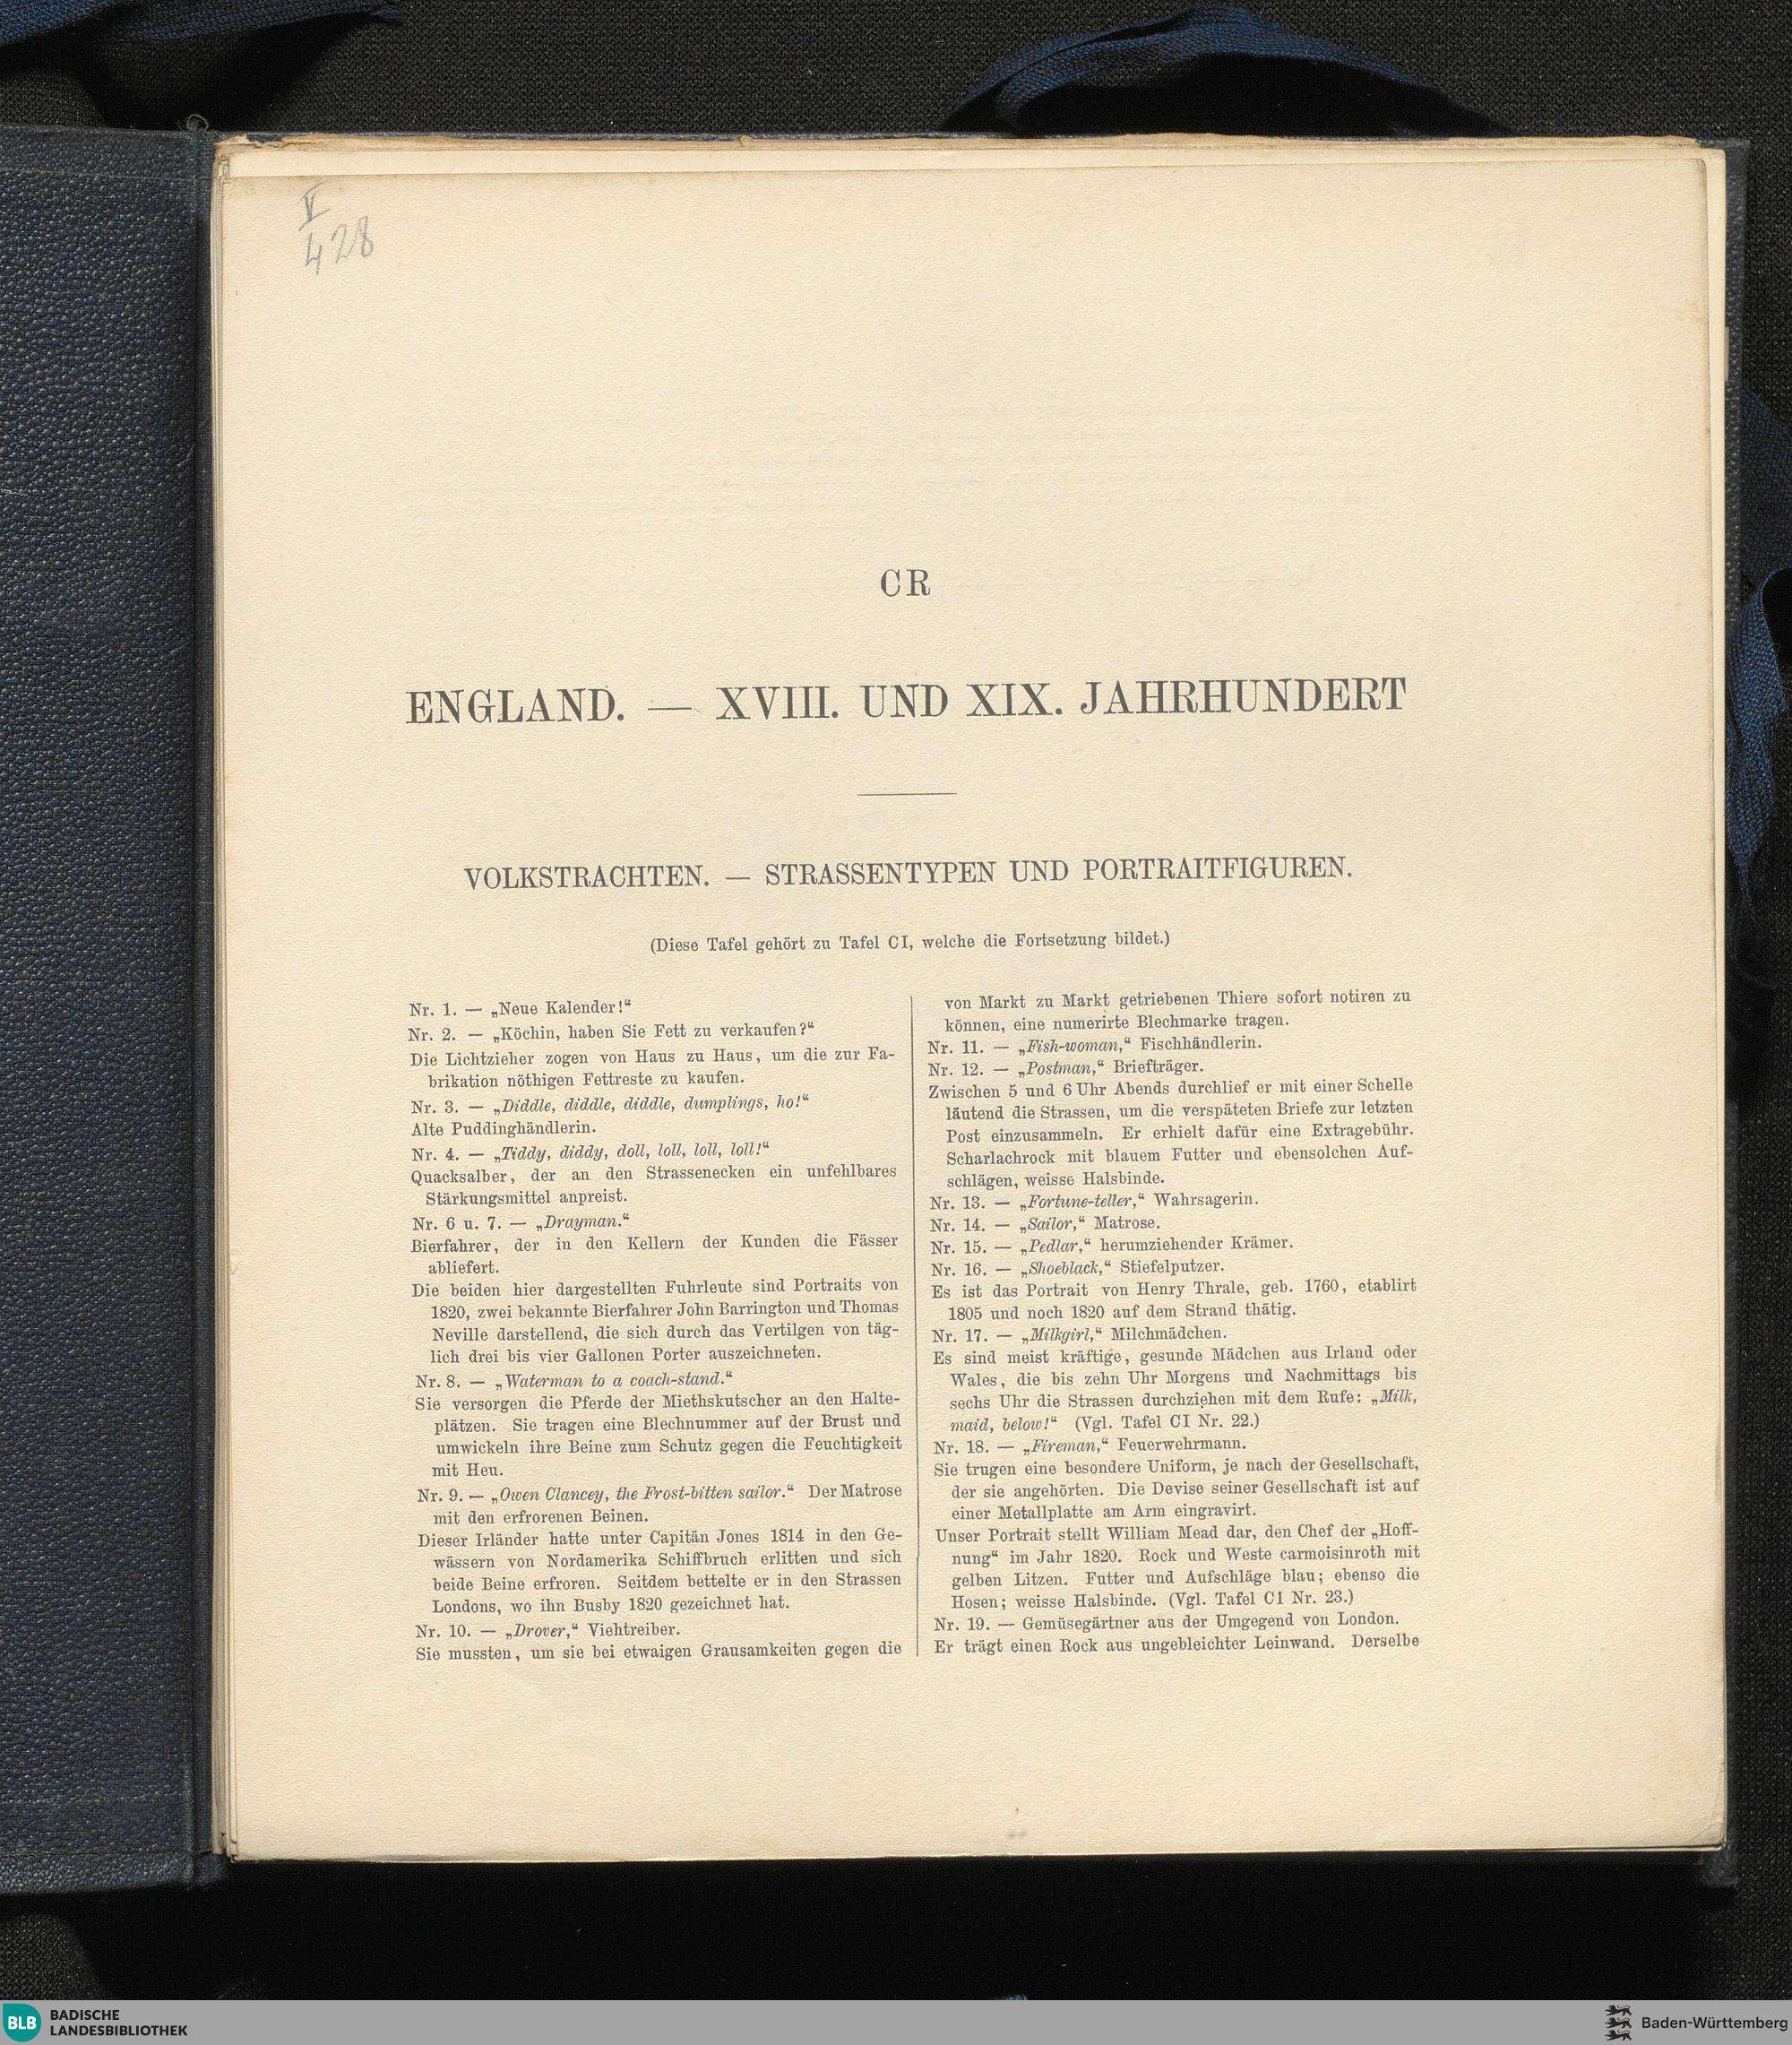 V
428
CR
ENGLAND. — XVIII. UND XIX. JAHRHUNDERT
VOLKSTRACHTEN. — STRASSENTYPEN UND PORTRAITFIGUREN.
(Diese Tafel gehört zu Tafel CI, welche die Fortsetzung bildet.)
Nr. 1. — „Neue Kalender!“
Nr. 2. — „Köchin, haben Sie Fett zu verkaufen?“
Die Lichtzieher zogen von Haus zu Haus, um die zur Fa-
brikation nöthigen Fettreste zu kaufen.
Nr. 3. — „Diddle, diddle, diddle, dumplings, ho!“
Alte Puddinghändlerin.
Nr. 4. — „Tiddy, diddy, doll, loll, loll, loll!“
Quacksalber, der an den Strassenecken ein unfehlbares
Stärkungsmittel anpreist.
Nr. 6 u. 7. — „Drayman.“
Bierfahrer, der in den Kellern der Kunden die Fässer
abliefert.
Die beiden hier dargestellten Fuhrleute sind Portraits von
1820, zwei bekannte Bierfahrer John Barrington und Thomas
Neville darstellend, die sich durch das Vertilgen von täg-
lich drei bis vier Gallonen Porter auszeichneten.
Nr. 8. — „Waterman to a coach-stand.“
Sie versorgen die Pferde der Miethskutscher an den Halte-
plätzen. Sie tragen eine Blechnummer auf der Brust und
umwickeln ihre Beine zum Schutz gegen die Feuchtigkeit
mit Heu.
Nr. 9. — „Owen Clancey, the Frost-bitten sailor.“ Der Matrose
mit den erfrorenen Beinen.
Dieser Irländer hatte unter Capitän Jones 1814 in den Ge-
wässern von Nordamerika Schiffbruch erlitten und sich
beide Beine erfroren. Seitdem bettelte er in den Strassen
Londons, wo ihn Busby 1820 gezeichnet hat.
Nr. 10. — „Drover,“ Viehtreiber.
Sie mussten, um sie bei etwaigen Grausamkeiten gegen die
von Markt zu Markt getriebenen Thiere sofort notiren zu
können, eine numerirte Blechmarke tragen.
Nr. 11. — „Fish-woman,“ Fischhändlerin.
Nr. 12. — „Postman,“ Briefträger.
Zwischen 5 und 6 Uhr Abends durchlief er mit einer Schelle
läutend die Strassen, um die verspäteten Briefe zur letzten
Post einzusammeln. Er erhielt dafür eine Extragebühr.
Scharlachrock mit blauem Futter und ebensolchen Auf-
schlägen, weisse Halsbinde.
Nr. 13. — „Fortune-teller,“ Wahrsagerin.
Nr. 14. — „Sailor,“ Matrose.
Nr. 15. — „Pedlar,“ herumziehender Krämer.
Nr. 16. — „Shoeblack,“ Stiefelputzer.
Es ist das Portrait von Henry Thrale, geb. 1760, etablirt
1805 und noch 1820 auf dem Strand thätig.
Nr. 17. — „Milkgirl,“ Milchmädchen.
Es sind meist kräftige, gesunde Mädchen aus Irland oder
Wales, die bis zehn Uhr Morgens und Nachmittags bis
sechs Uhr die Strassen durchziehen mit dem Rufe: „Milk,
maid, below!“ (Vgl. Tafel CI Nr. 22.)
Nr. 18. — „Fireman,“ Feuerwehrmann.
Sie trugen eine besondere Uniform, je nach der Gesellschaft,
der sie angehörten. Die Devise seiner Gesellschaft ist auf
einer Metallplatte am Arm eingravirt.
Unser Portrait stellt William Mead dar, den Chef der „Hoff-
nung“ im Jahr 1820. Rock und Weste carmoisinroth mit
gelben Litzen. Futter und Aufschläge blau; ebenso die
Hosen; weisse Halsbinde. (Vgl. Tafel CI Nr. 23.)
Nr. 19. — Gemüsegärtner aus der Umgegend von London.
Er trägt einen Rock aus ungebleichter Leinwand. Derselbe
BLB BADISCHE
LANDESBIBLIOTHEK
Baden-Württemberg